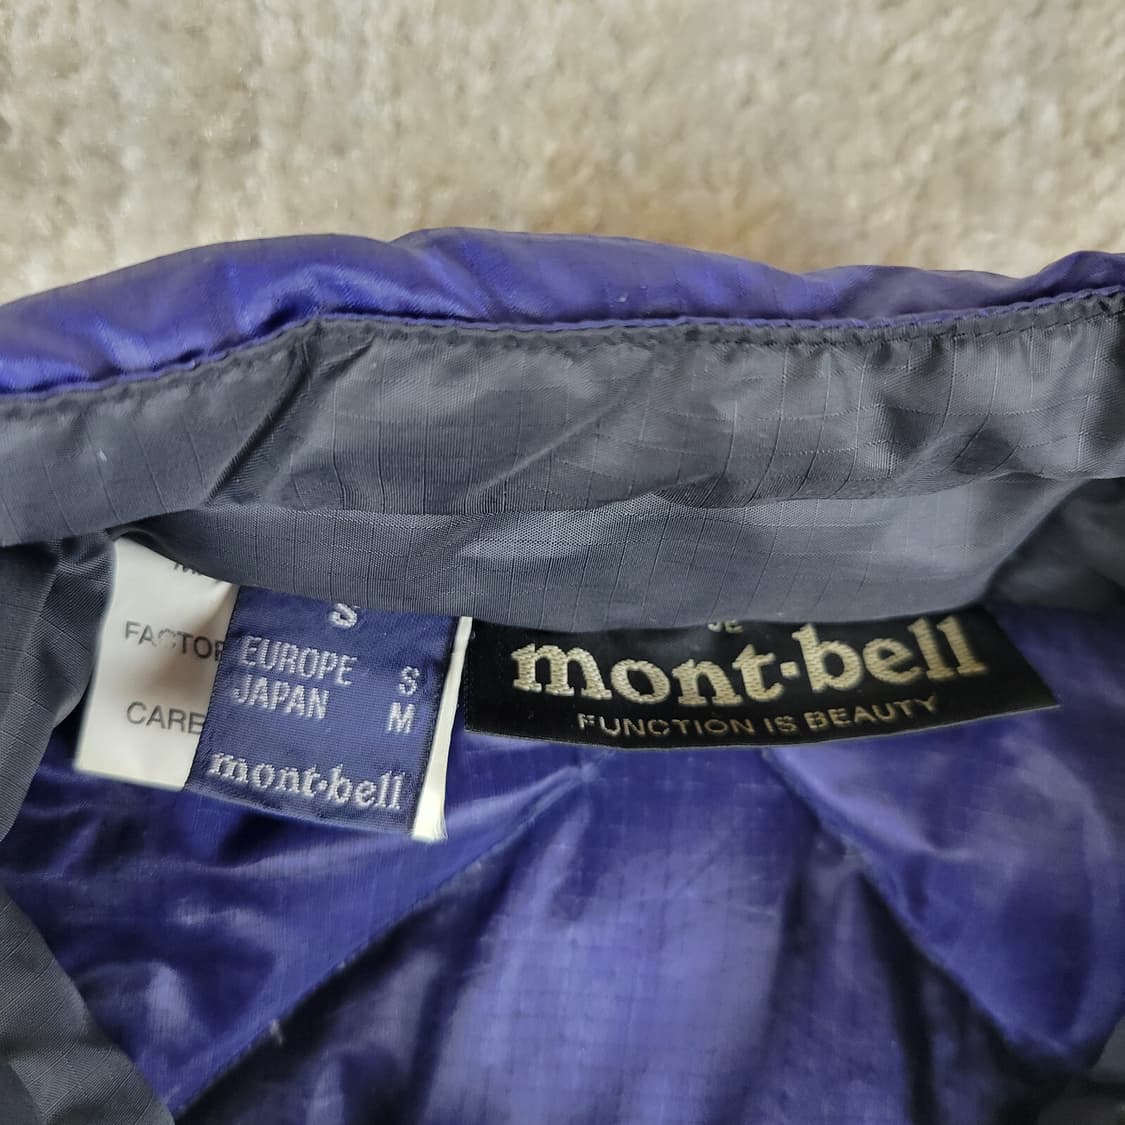 FACTOR
CARE
S
EUROPE S
JAPAN M
mont·bell
mont·bell
FUNCTION IS BEAUTY